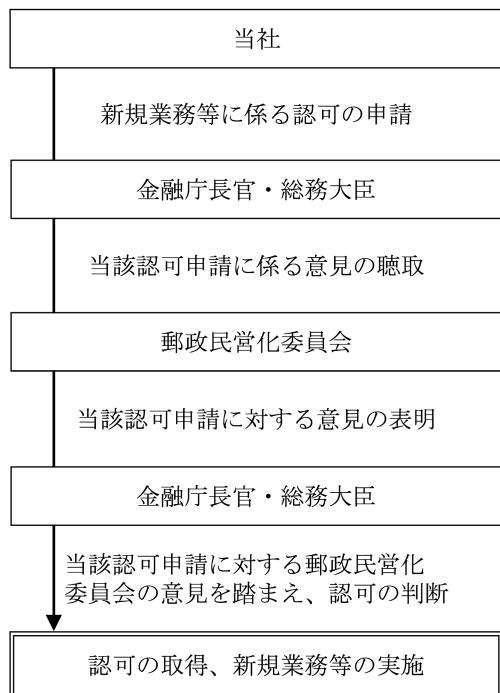 当社
新規業務等に係る認可の申請
金融庁長官・総務大臣
当該認可申請に係る意見の聴取
郵政民営化委員会
当該認可申請に対する意見の表明
金融庁長官・総務大臣
当該認可申請に対する郵政民営化
委員会の意見を踏まえ、認可の判断
認可の取得、新規業務等の実施